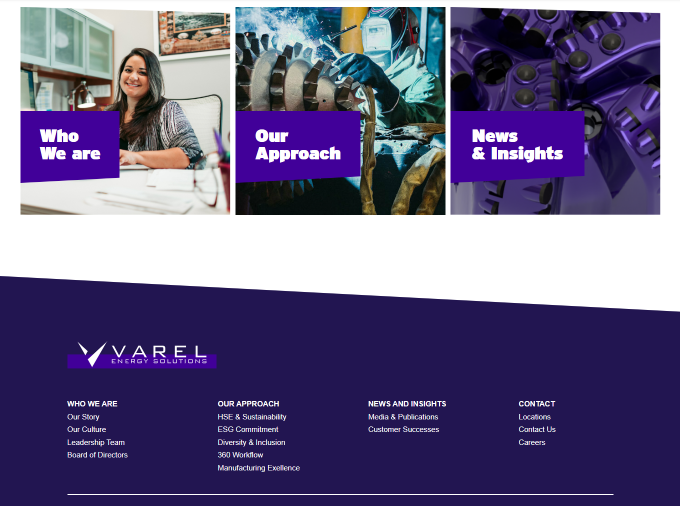 Who
We are
Our
Approach
News
& Insights
VAREL
ENERGY SOLUTIONS
WHO WE ARE
Our Story
Our Culture
Leadership Team
Board of Directors
OUR APPROACH
HSE & Sustainability
ESG Commitment
Diversity & Inclusion
360 Workflow
Manufacturing Exellence
NEWS AND INSIGHTS
Media & Publications
Customer Successes
CONTACT
Locations
Contact Us
Careers